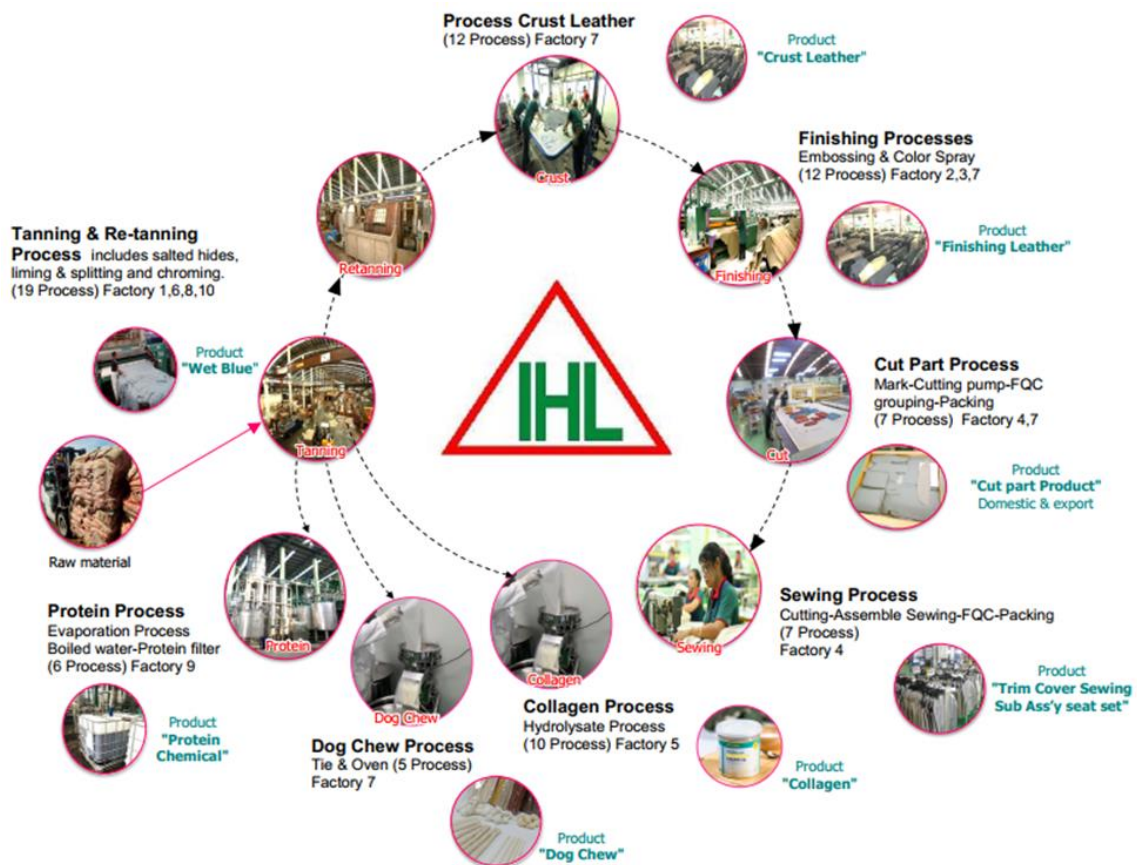 Process Crust Leather
(12 Process) Factory 7
Product
"Crust Leather"
Crust
Finishing Processes
Embossing & Color Spray
(12 Process) Factory 2,3,7
Product
"Finishing Leather"
Finishing
Retanning
Tanning & Re-tanning
Process includes salted hides,
liming & splitting and chroming.
(19 Process) Factory 1,6,8,10
Product
"Wet Blue"
Tanning
IHL
Cut Part Process
Mark-Cutting pump-FQC
grouping-Packing
(7 Process) Factory 4,7
Cut
Product
"Cut part Product"
Domestic & export
Raw material
Protein Process
Evaporation Process
Boiled water-Protein filter
(6 Process) Factory 9
Protein
Product
"Protein
Chemical"
Dog Chew
Dog Chew Process
Tie & Oven (5 Process)
Factory 7
Product
"Dog Chew"
Collagen
Collagen Process
Hydrolysate Process
(10 Process) Factory 5
Product
"Collagen"
Sewing
Sewing Process
Cutting-Assemble Sewing-FQC-Packing
(7 Process)
Factory 4
Product
"Trim Cover Sewing
Sub Ass'y seat set"